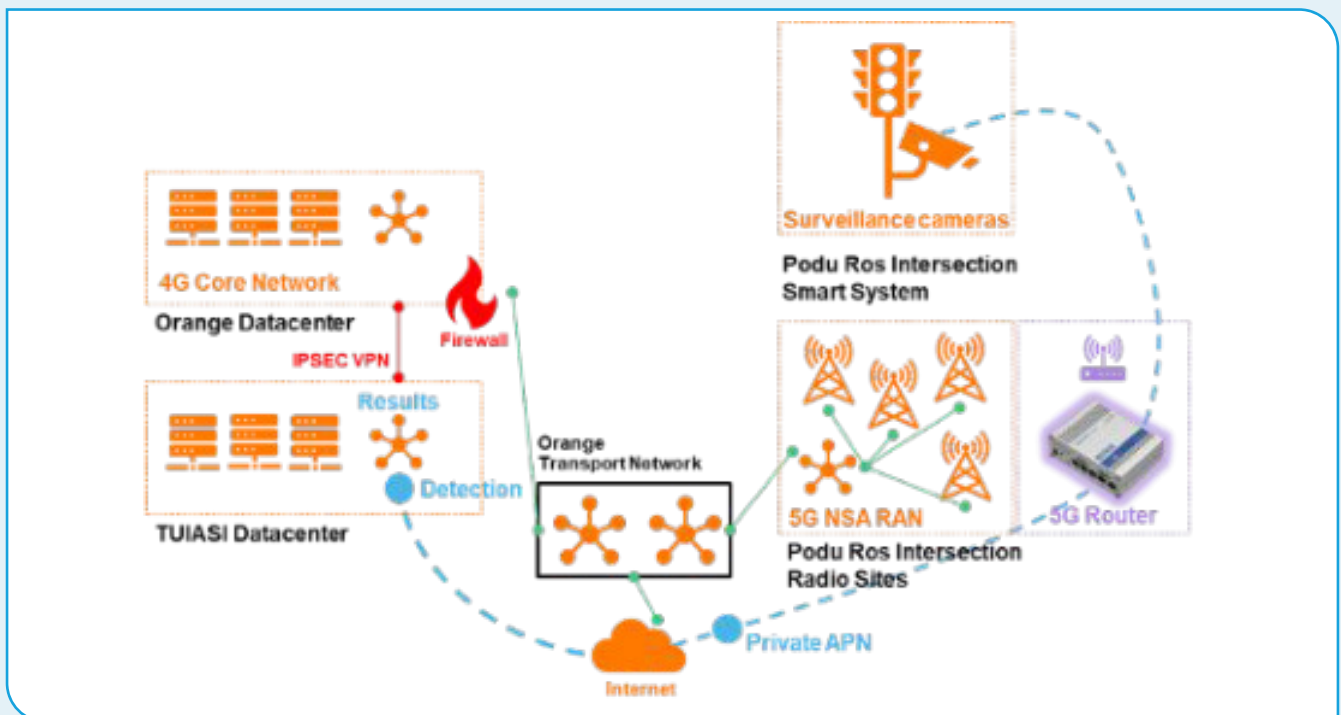 Surveillance cameras
Podu Ros Intersection
Smart System
4G Core Network
Orange Datacenter
Firewall
IPSEC VPN
Results
Detection
TUIASI Datacenter
Orange
Transport Network
5G NSA RAN
5G Router
Podu Ros Intersection
Radio Sites
Private APN
Internet